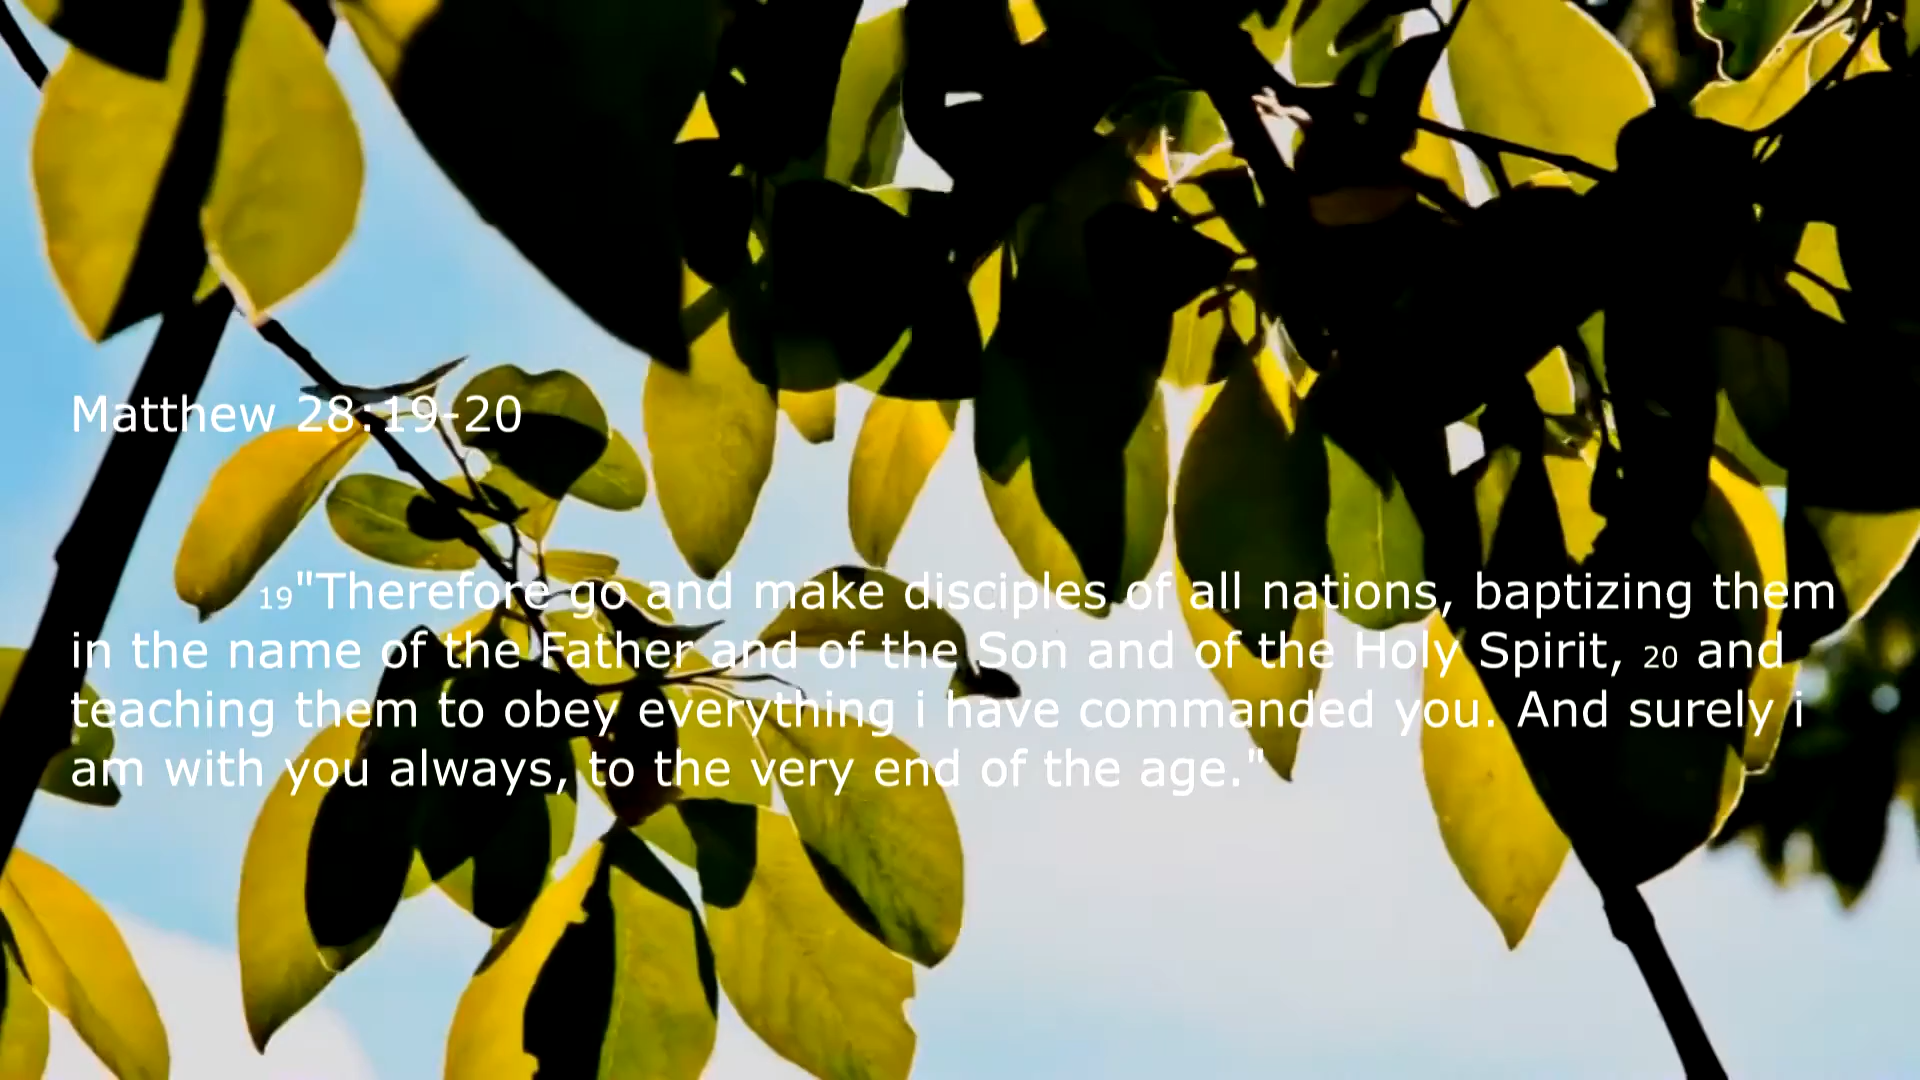 Matthew 28:19-20
19"Therefore go and make disciples of all nations, baptizing them
in the name of the Father and of the Son and of the Holy Spirit, 20 and
teaching them to obey everything i have commanded you. And surely i
am with you always, to the very end of the age."